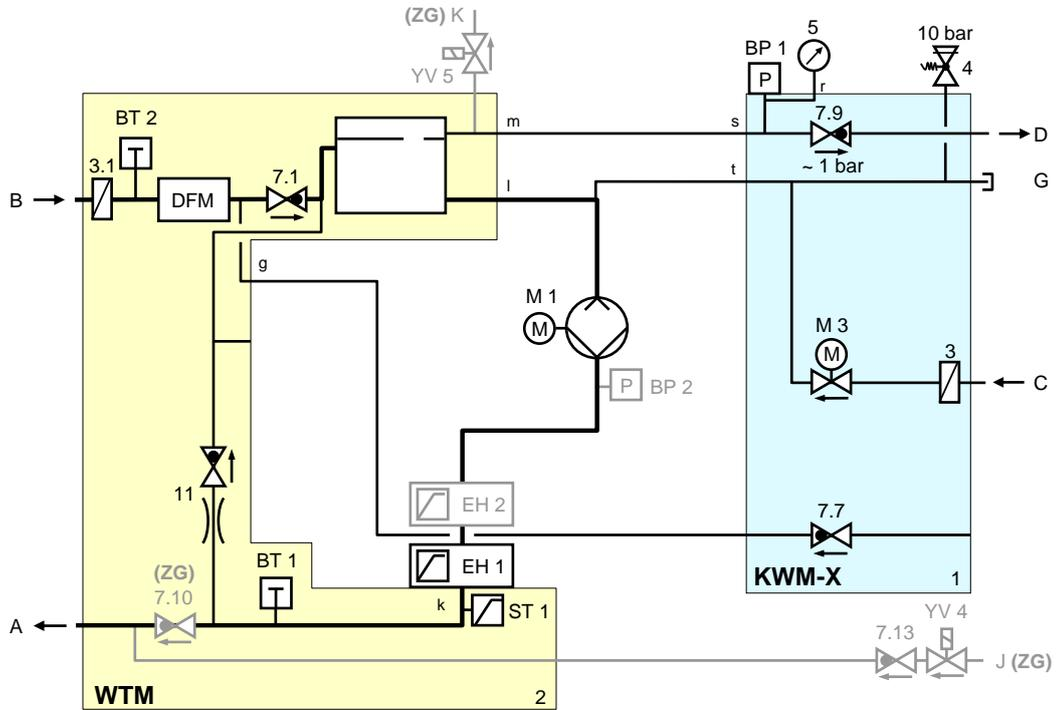 (ZG) K
YV 5
BP 1
P
5
r
10 bar
4
BT 2
T
3.1
B
DFM
7.1
m
s
7.9
~ 1 bar
D
l
t
G
g
M 1
M
M 3
M
3
C
P
BP 2
11
EH 2
7.7
EH 1
KWM-X
1
BT 1
T
(ZG)
7.10
k
ST 1
A
YV 4
7.13
J (ZG)
WTM
2